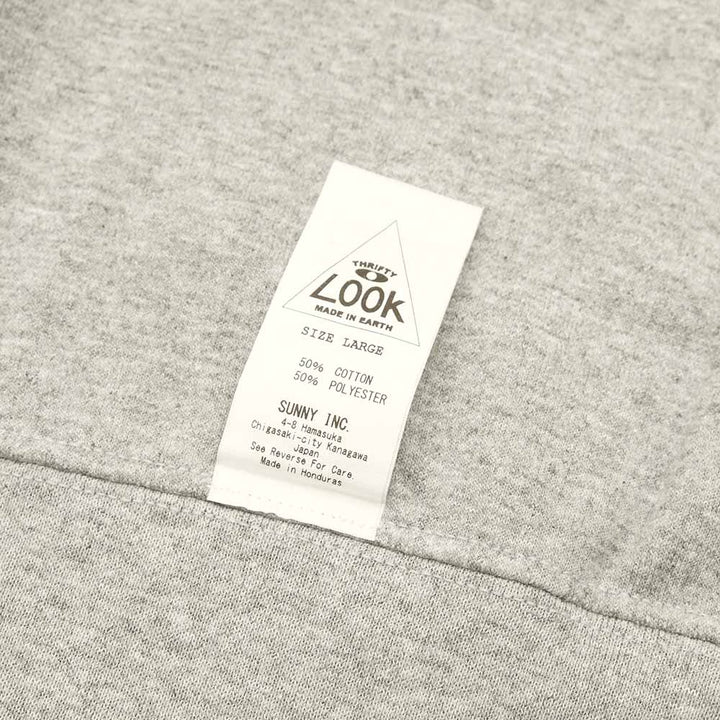 THRIFTY
LOOK
MADE IN EARTH
SIZE LARGE
50% COTTON
50% POLYESTER
SUNNY INC.
4-8 Hamasuka
Chigasaki-city Kanagawa
Japan
See Reverse For Care.
Made in Honduras